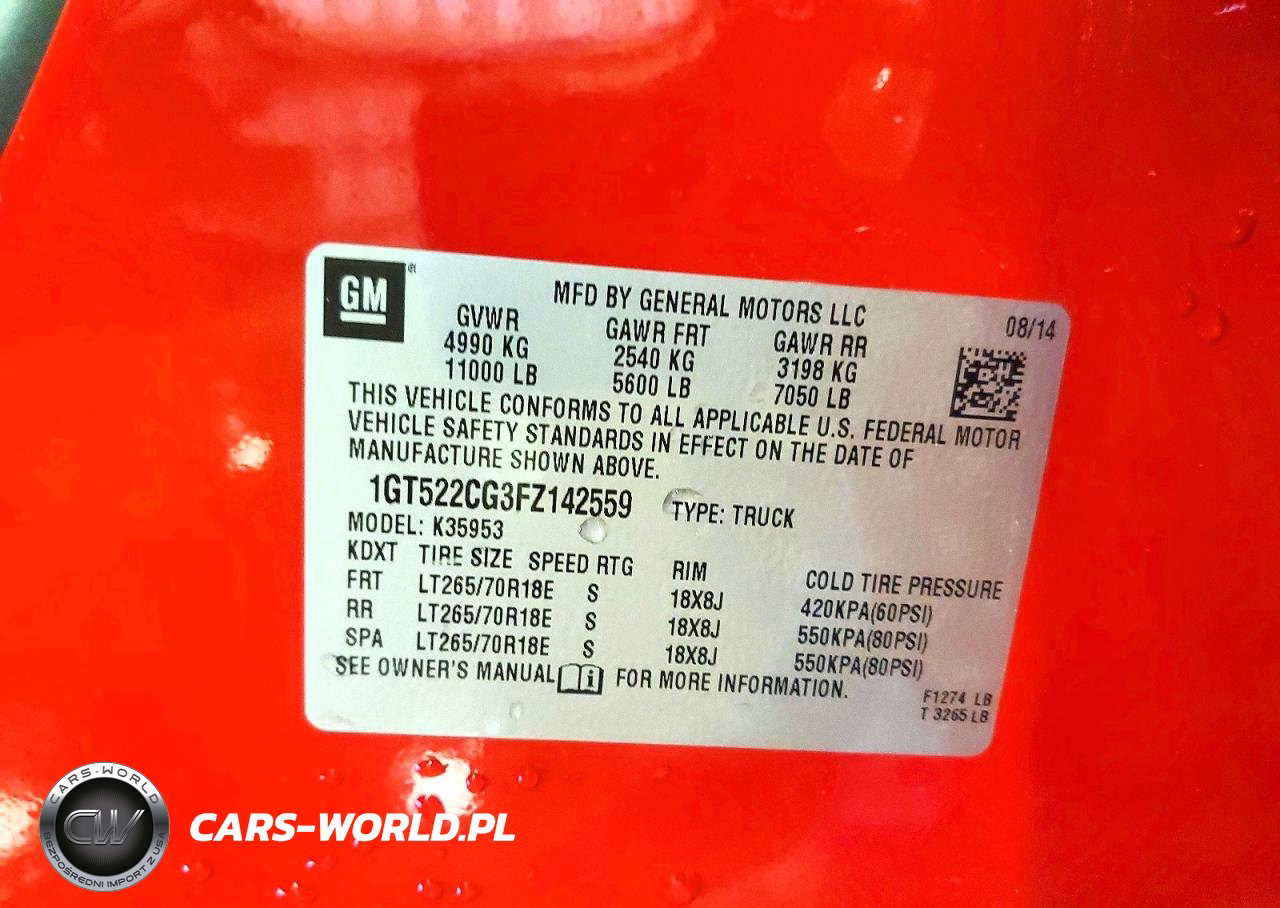 GM
MFD BY GENERAL MOTORS LLC
08/14
GVWR GAWR FRT GAWR RR
4990 KG 2540 KG 3198 KG
11000 LB 5600 LB 7050 LB
THIS VEHICLE CONFORMS TO ALL APPLICABLE U.S. FEDERAL MOTOR
VEHICLE SAFETY STANDARDS IN EFFECT ON THE DATE OF
MANUFACTURE SHOWN ABOVE.
1GT522CG3FZ142559 TYPE: TRUCK
MODEL: K35953
KDXT TIRE SIZE SPEED RTG RIM COLD TIRE PRESSURE
FRT LT265/70R18E S 18X8J 420KPA(60PSI)
RR LT265/70R18E S 18X8J 550KPA(80PSI)
SPA LT265/70R18E S 18X8J 550KPA(80PSI)
SEE OWNER'S MANUAL i FOR MORE INFORMATION.
F1274 LB
T 3265 LB
CARS-WORLD
CW
BEZPOŚREDNI IMPORT Z USA
CARS-WORLD.PL